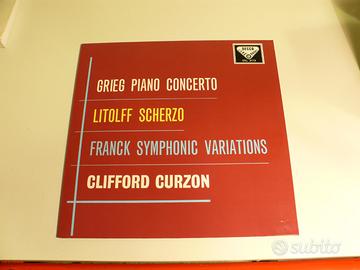 DECCA
GRIEG PIANO CONCERTO
LITOLFF SCHERZO
FRANCK SYMPHONIC VARIATIONS
CLIFFORD CURZON
subito